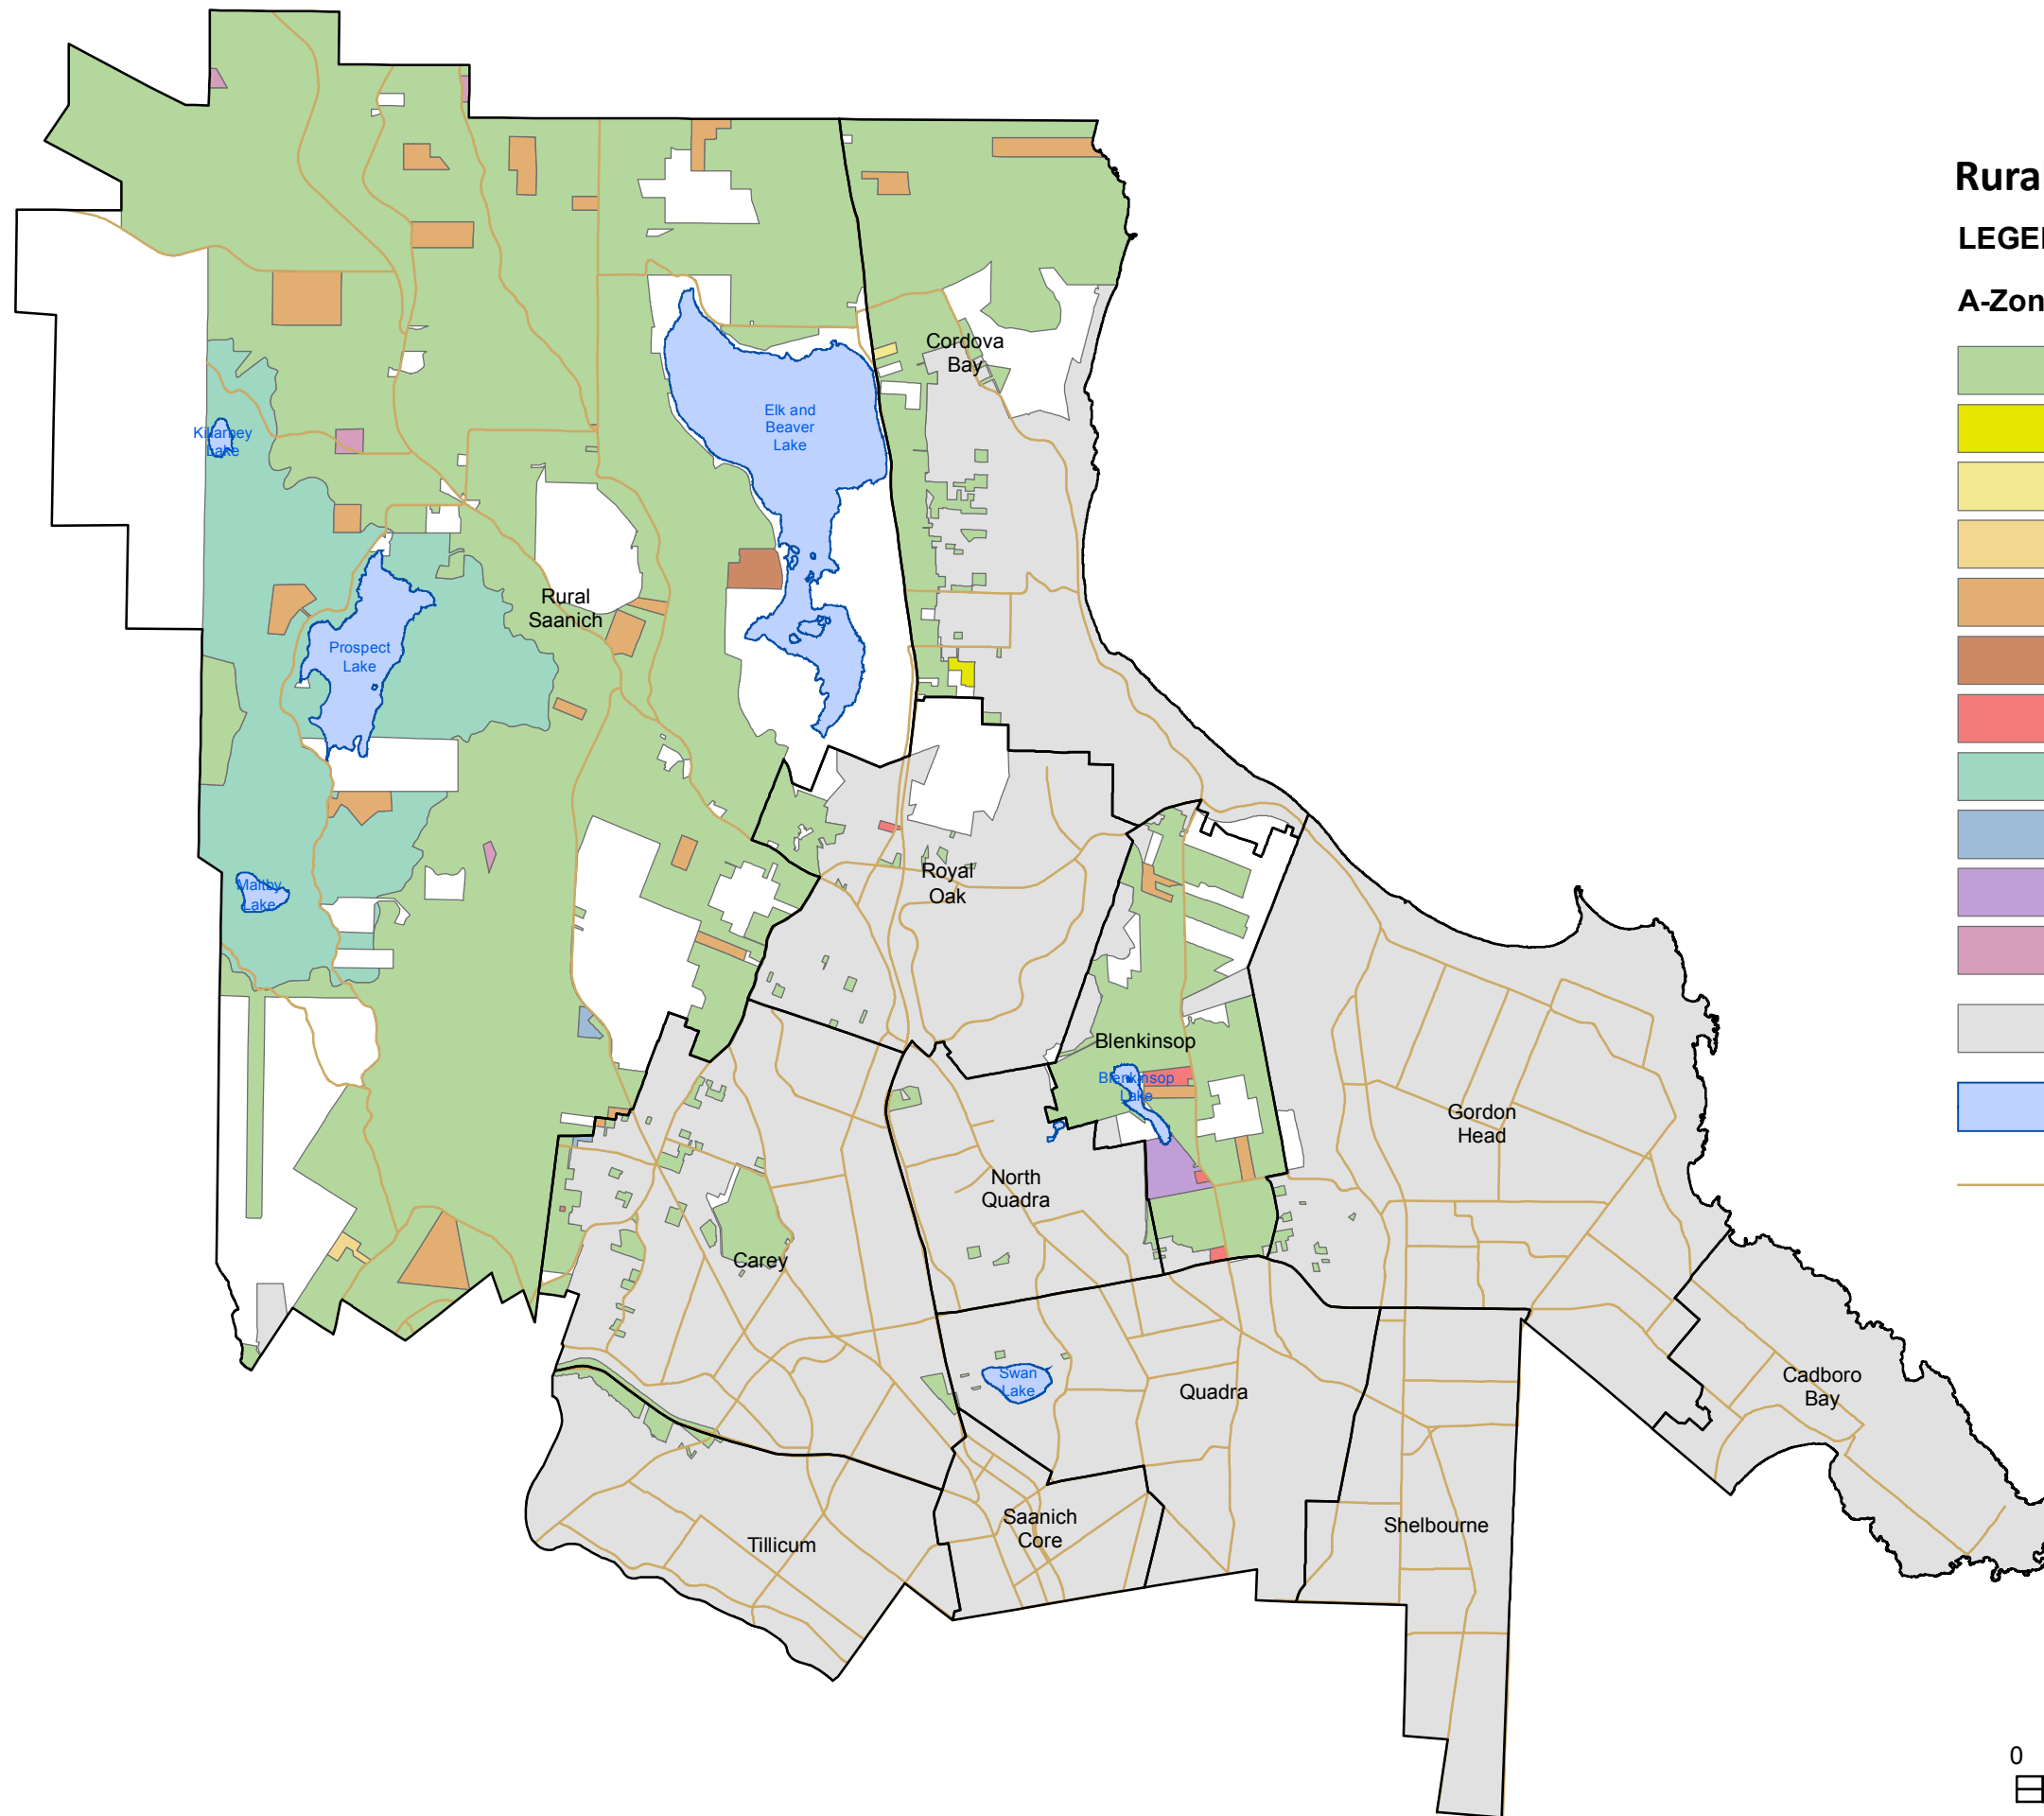 Rura
LEGE
A-Zon
Cordova
Bay
Elk and
Beaver
Lake
Killarney
Lake
Rural
Saanich
Prospect
Lake
Maltby
Lake
Royal
Oak
Blenkinsop
Blenkinsop
Lake
Gordon
Head
North
Quadra
Carey
Swan
Lake
Quadra
Cadboro
Bay
Saanich
Core
Shelbourne
Tillicum
0